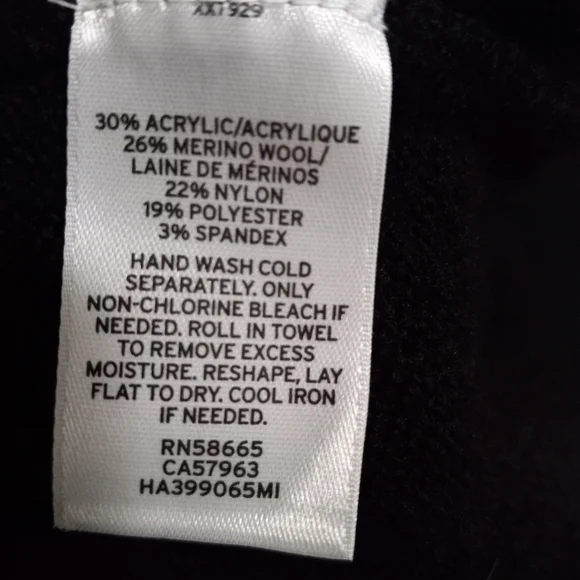 30% ACRYLIC/ACRYLIQUE
26% MERINO WOOL/
LAINE DE MÉRINOS
22% NYLON
19% POLYESTER
3% SPANDEX
HAND WASH COLD
SEPARATELY. ONLY
NON-CHLORINE BLEACH IF
NEEDED. ROLL IN TOWEL
TO REMOVE EXCESS
MOISTURE. RESHAPE, LAY
FLAT TO DRY. COOL IRON
IF NEEDED.
RN58665
CA57963
HA399065MI